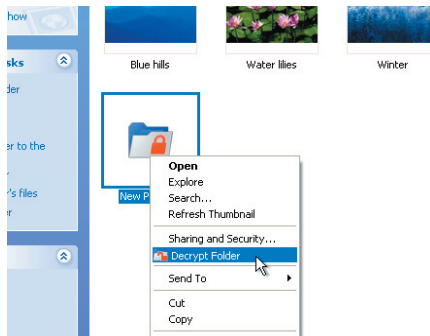 how
Blue hills Water lilies Winter
sks
der
er to the
r's files
r
New P
Open
Explore
Search...
Refresh Thumbnail
Sharing and Security...
Decrypt Folder
Send To
Cut
Copy